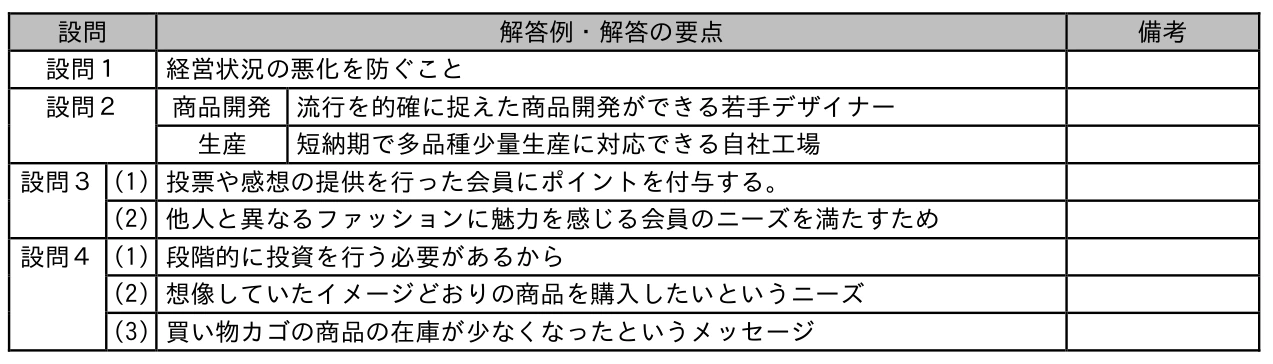 設問 解答例・解答の要点 備考
設問１ 経営状況の悪化を防ぐこと
設問２ 商品開発 流行を的確に捉えた商品開発ができる若手デザイナー
生産 短納期で多品種少量生産に対応できる自社工場
設問３ (1) 投票や感想の提供を行った会員にポイントを付与する。
(2) 他人と異なるファッションに魅力を感じる会員のニーズを満たすため
設問４ (1) 段階的に投資を行う必要があるから
(2) 想像していたイメージどおりの商品を購入したいというニーズ
(3) 買い物カゴの商品の在庫が少なくなったというメッセージ